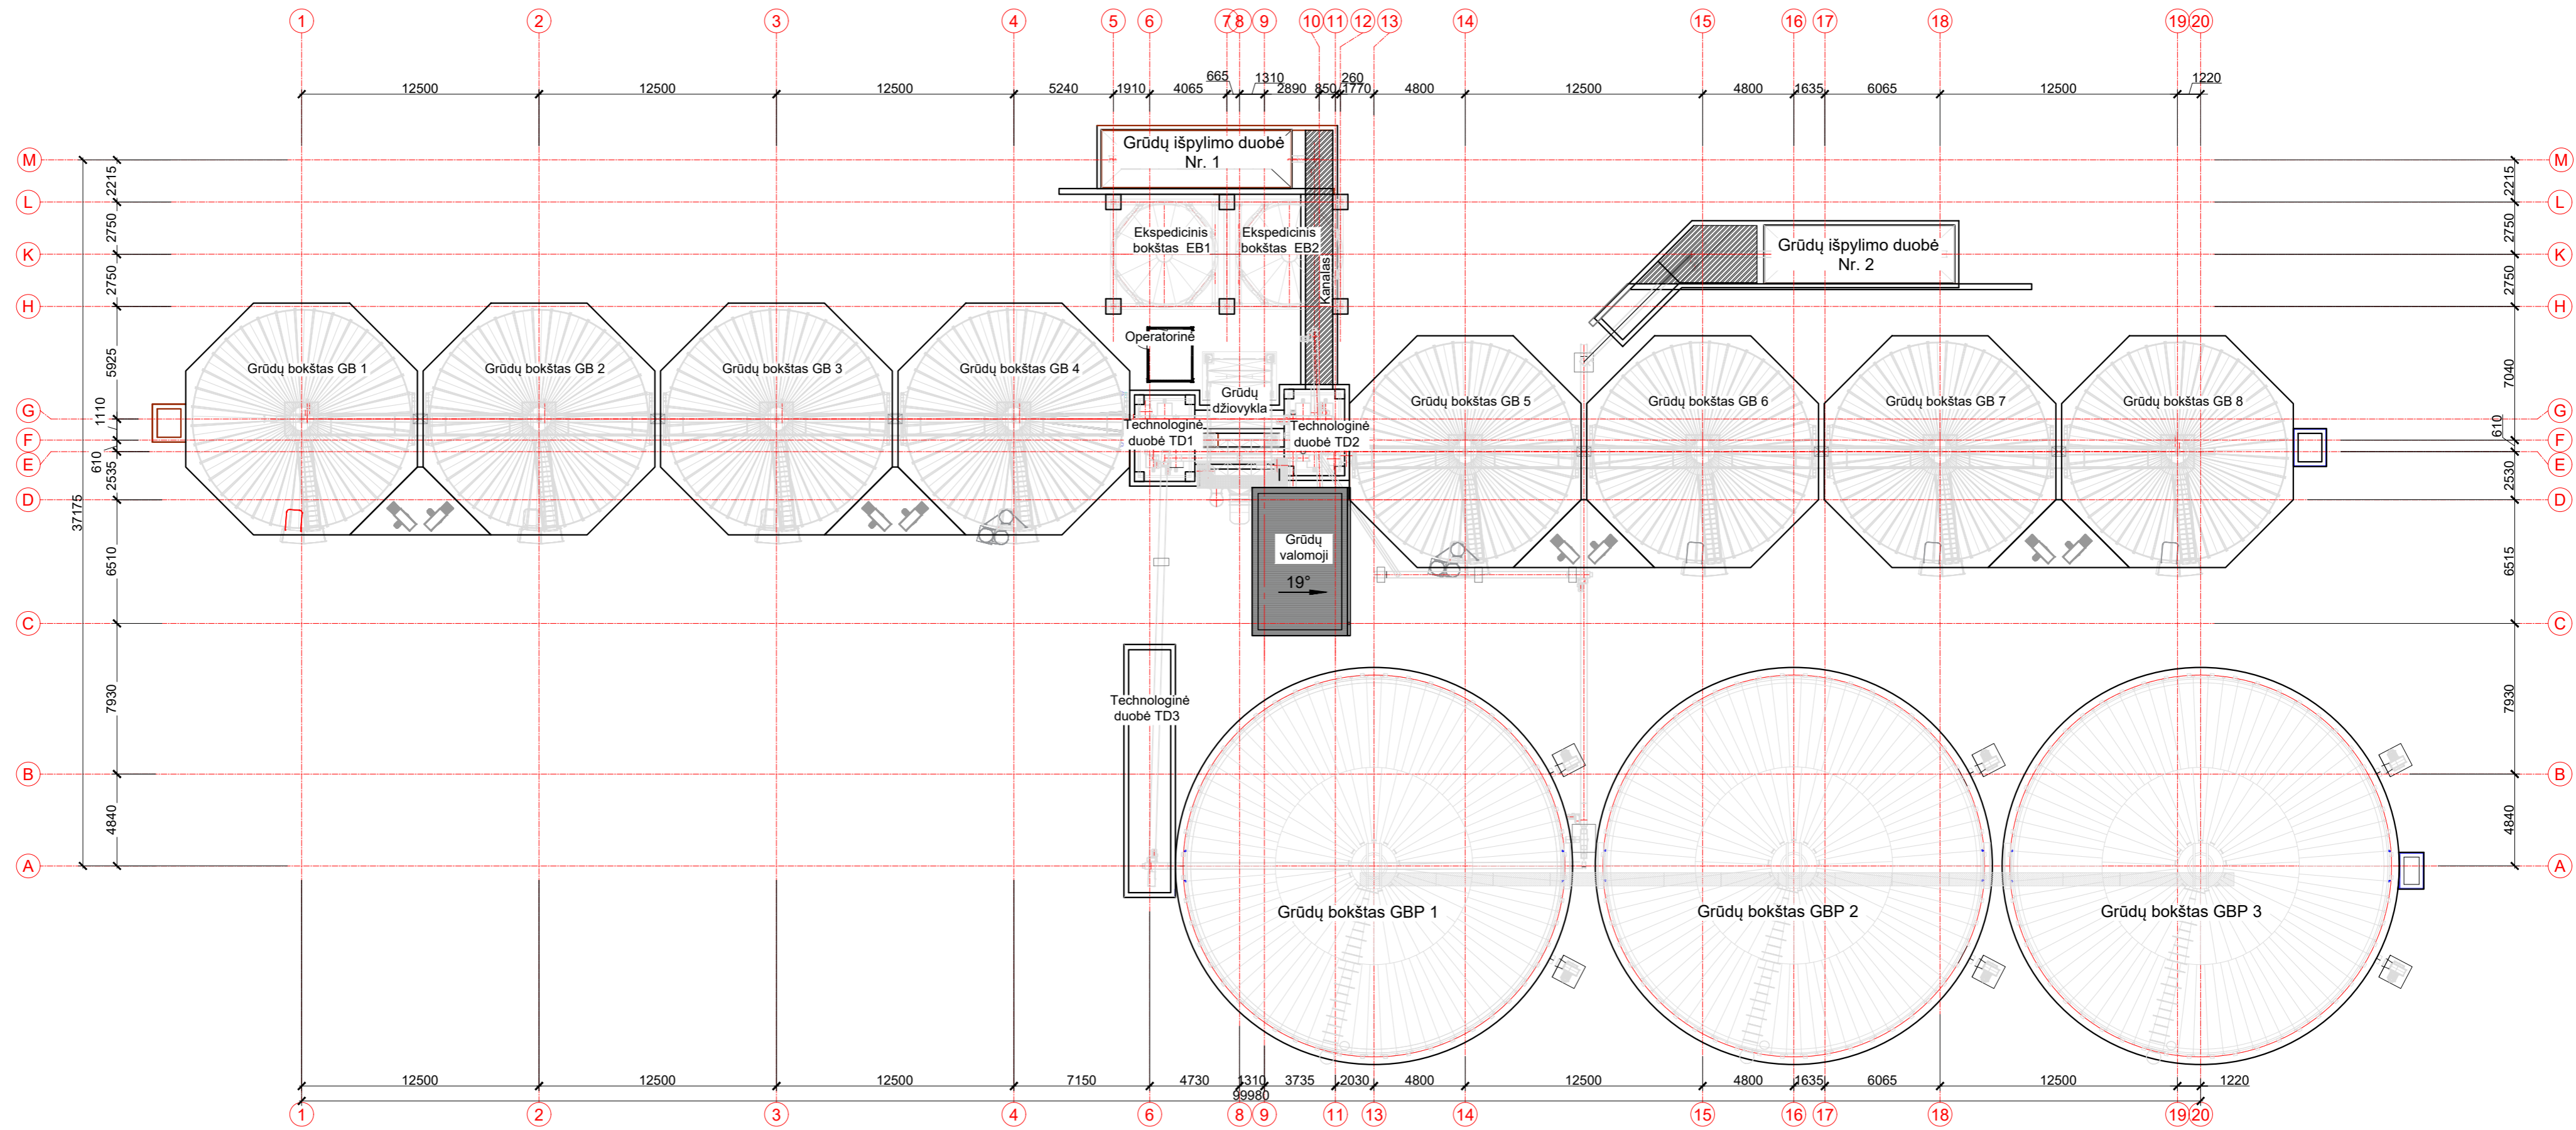 1 2 3 4 5 6 7 8 9 10 11 12 13 14 15 16 17 18 19 20
12500 12500 12500 5240 1910 4065 665 1310 2890 850 260 1770 4800 12500 4800 1635 6065 12500 1220
M M
L L
K K
H H
G G
F F
E E
D D
C C
B B
A A
2215
2750
2750
5925
1110
610
2535
6510
7930
4840
37175
2215
2750
2750
7040
610
2530
6515
7930
4840
Grūdų išpylimo duobė
Nr. 1
Ekspedicinis
bokštas EB1
Ekspedicinis
bokštas EB2
Kanalas
Grūdų išpylimo duobė
Nr. 2
Operatorinė
Grūdų bokštas GB 1
Grūdų bokštas GB 2
Grūdų bokštas GB 3
Grūdų bokštas GB 4
Grūdų
džiovykla
Technologinė
duobė TD1
Technologinė
duobė TD2
Grūdų bokštas GB 5
Grūdų bokštas GB 6
Grūdų bokštas GB 7
Grūdų bokštas GB 8
Grūdų
valomoji
19°
Technologinė
duobė TD3
Grūdų bokštas GBP 1
Grūdų bokštas GBP 2
Grūdų bokštas GBP 3
12500 12500 12500 7150 4730 1310 3735 2030 4800 12500 4800 1635 6065 12500 1220
99980
1 2 3 4 6 8 9 11 13 14 15 16 17 18 19 20